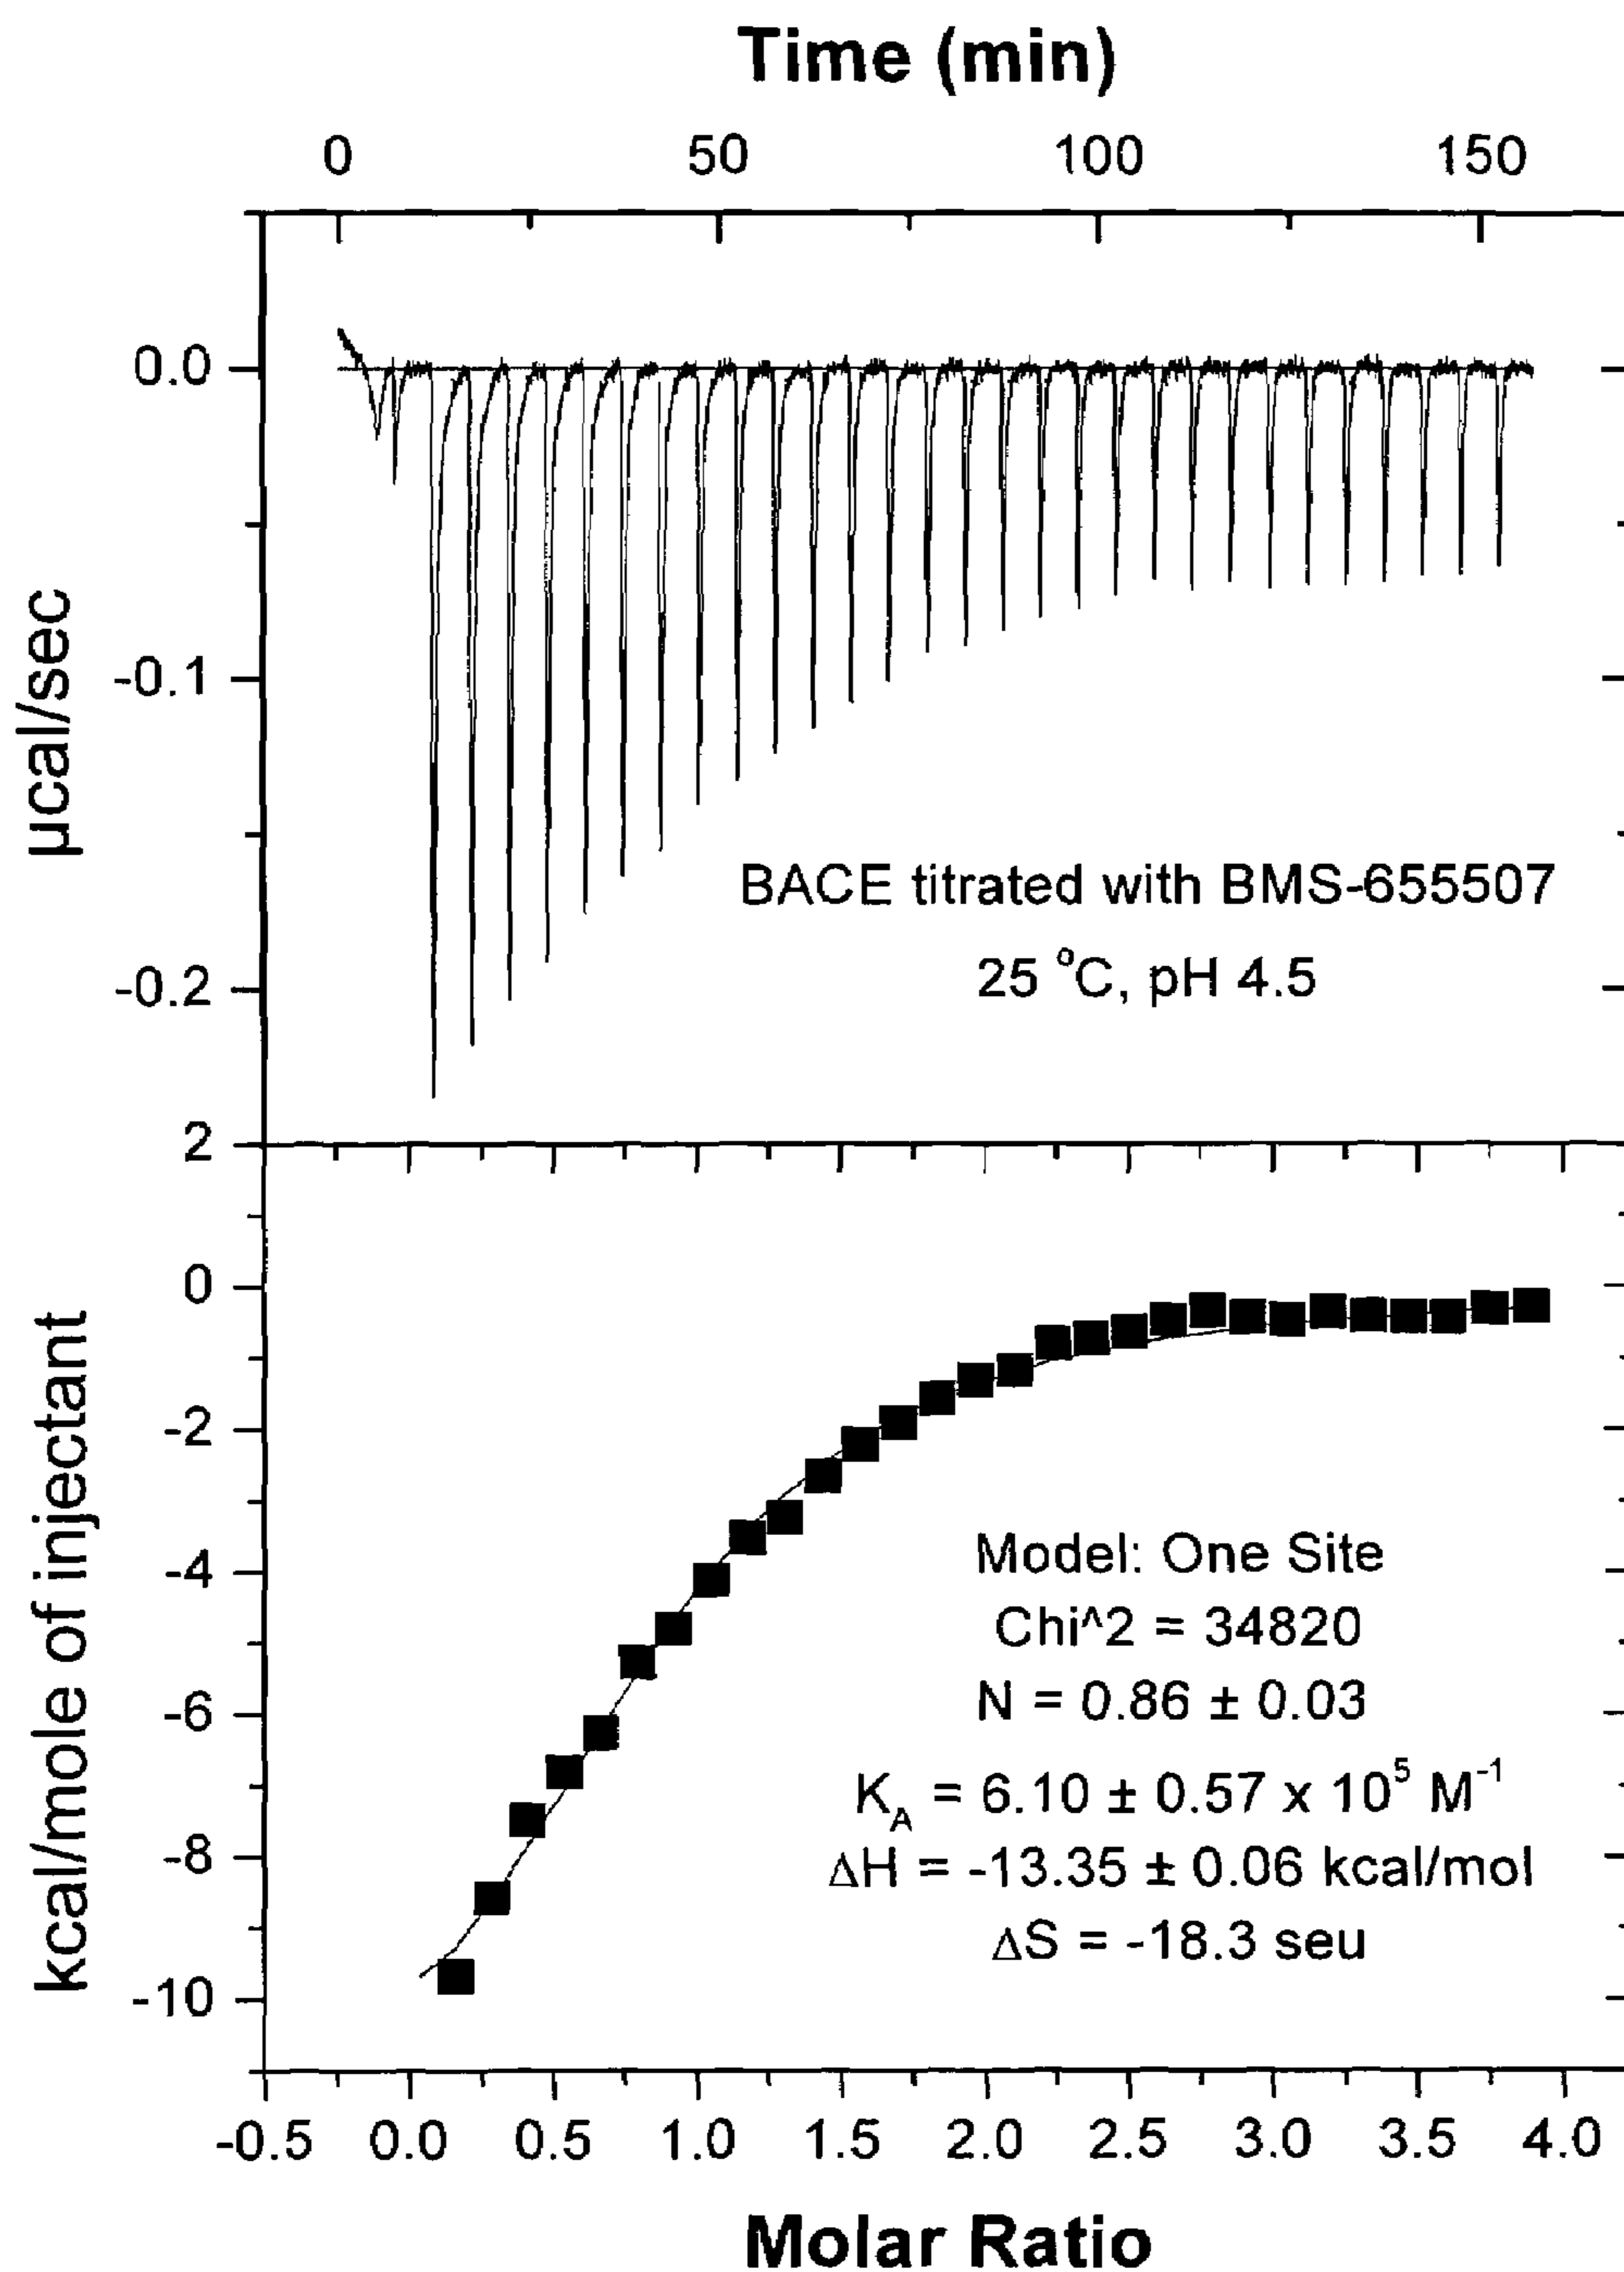 Time (min)
0 50 100 150
0.0
-0.1
-0.2
µcal/sec
BACE titrated with BMS-655507
25 °C, pH 4.5
2
0
-2
-4
-6
-8
-10
kcal/mole of injectant
Model: One Site
Chi^2 = 34820
N = 0.86 ± 0.03
K_A = 6.10 ± 0.57 x 10^5 M^-1
ΔH = -13.35 ± 0.06 kcal/mol
ΔS = -18.3 seu
-0.5 0.0 0.5 1.0 1.5 2.0 2.5 3.0 3.5 4.0
Molar Ratio